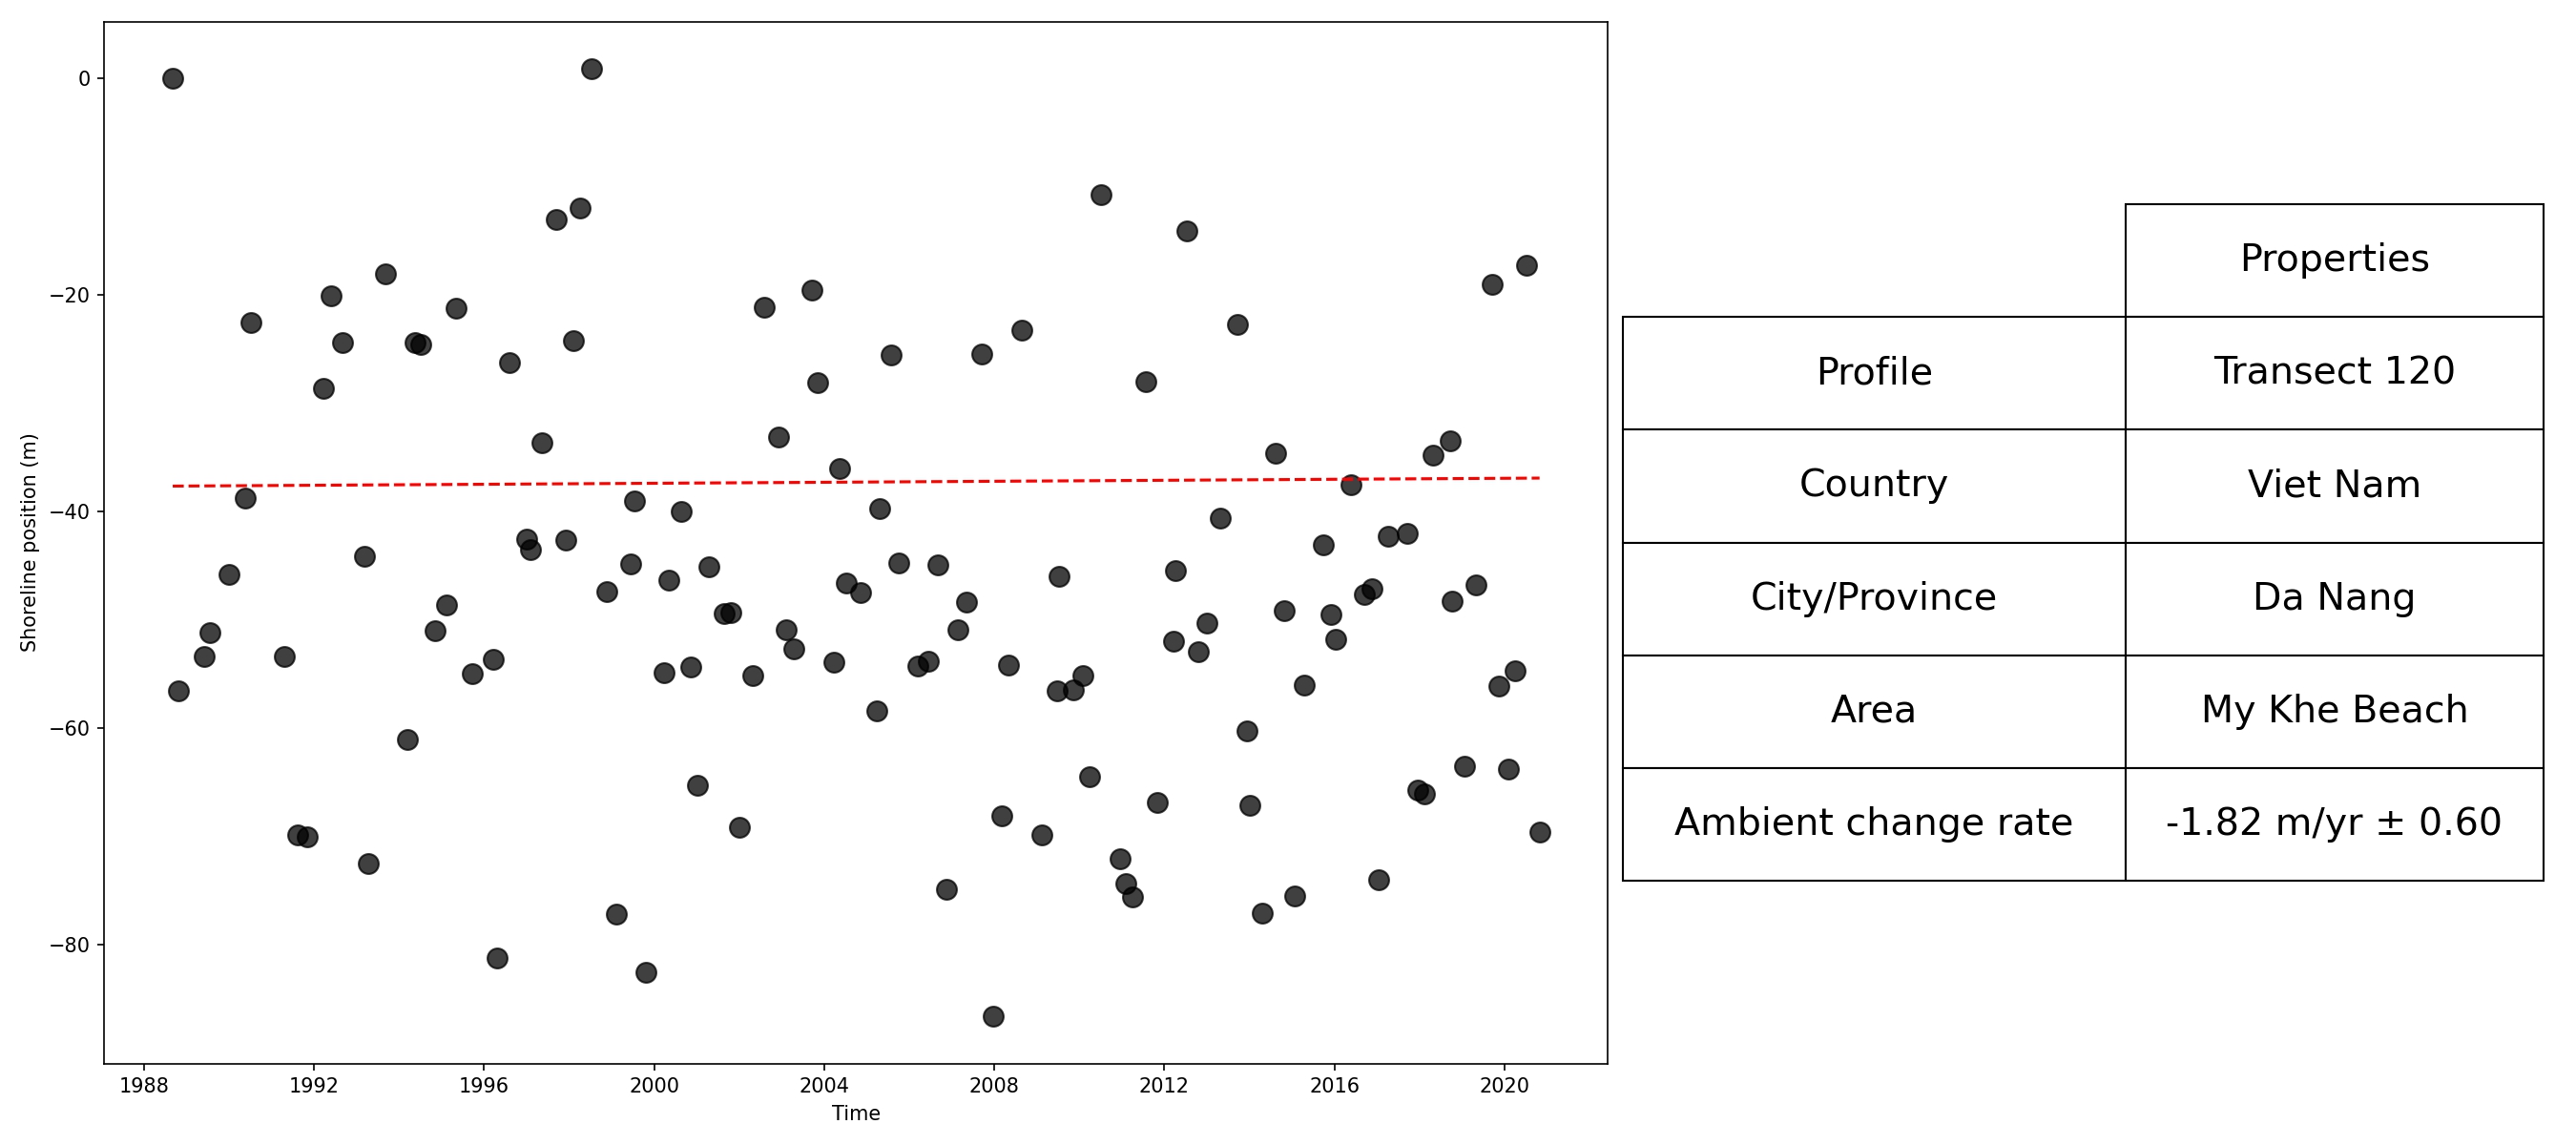 0
−20
−40
−60
−80
Shoreline position (m)
1988 1992 1996 2000 2004 2008 2012 2016 2020
Time
Properties
Profile Transect 120
Country Viet Nam
City/Province Da Nang
Area My Khe Beach
Ambient change rate -1.82 m/yr ± 0.60